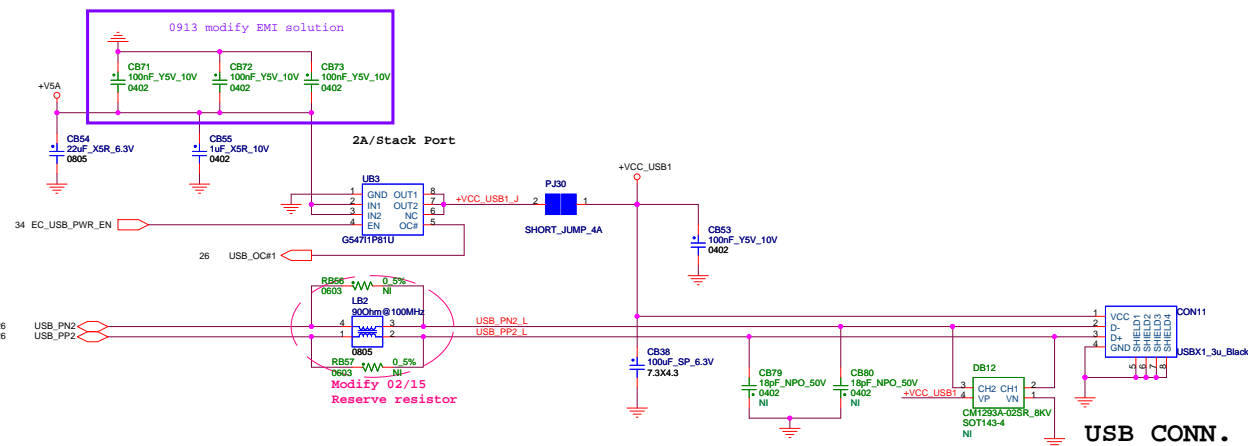 0913 modify EMI solution
CB71
100nF_Y5V_10V
0402
CB72
100nF_Y5V_10V
0402
CB73
100nF_Y5V_10V
0402
+V5A
CB54
22uF_X5R_6.3V
0805
CB55
1uF_X5R_10V
0402
2A/Stack Port
UB3
1 GND OUT1 8
2 IN1 OUT2 7
3 IN2 NC 6
4 EN OC# 5
G547I1P81U
+VCC_USB1_J
PJ30
2 1
SHORT_JUMP_4A
+VCC_USB1
CB53
100nF_Y5V_10V
0402
34 EC_USB_PWR_EN
26 USB_OC#1
RB56 0_5%
0603 NI
LB2
90Ohm@100MHz
4 3
1 2
0805
RB57 0_5%
0603 NI
Modify 02/15
Reserve resistor
26 USB_PN2
26 USB_PP2
USB_PN2_L
USB_PP2_L
CB38
100uF_SP_6.3V
7.3X4.3
CB79
18pF_NPO_50V
0402
NI
CB80
18pF_NPO_50V
0402
NI
DB12
3 CH2 CH1 2
4 VP VN 1
+VCC_USB1
CM1293A-02SR_8KV
SOT143-4
NI
CON11
1 VCC
2 D-
3 D+
4 GND
SHIELD1
SHIELD2
SHIELD3
SHIELD4
5 6 7 8
USBX1_3u_Black
USB CONN.